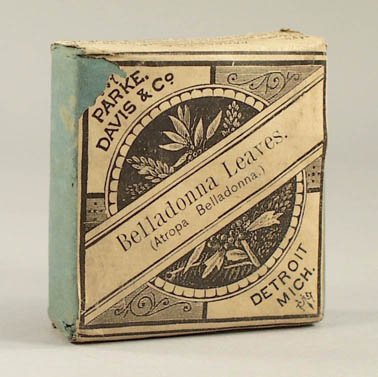 PARKE,
DAVIS & Co
Belladonna Leaves.
(Atropa Belladonna.)
DETROIT
MICH.